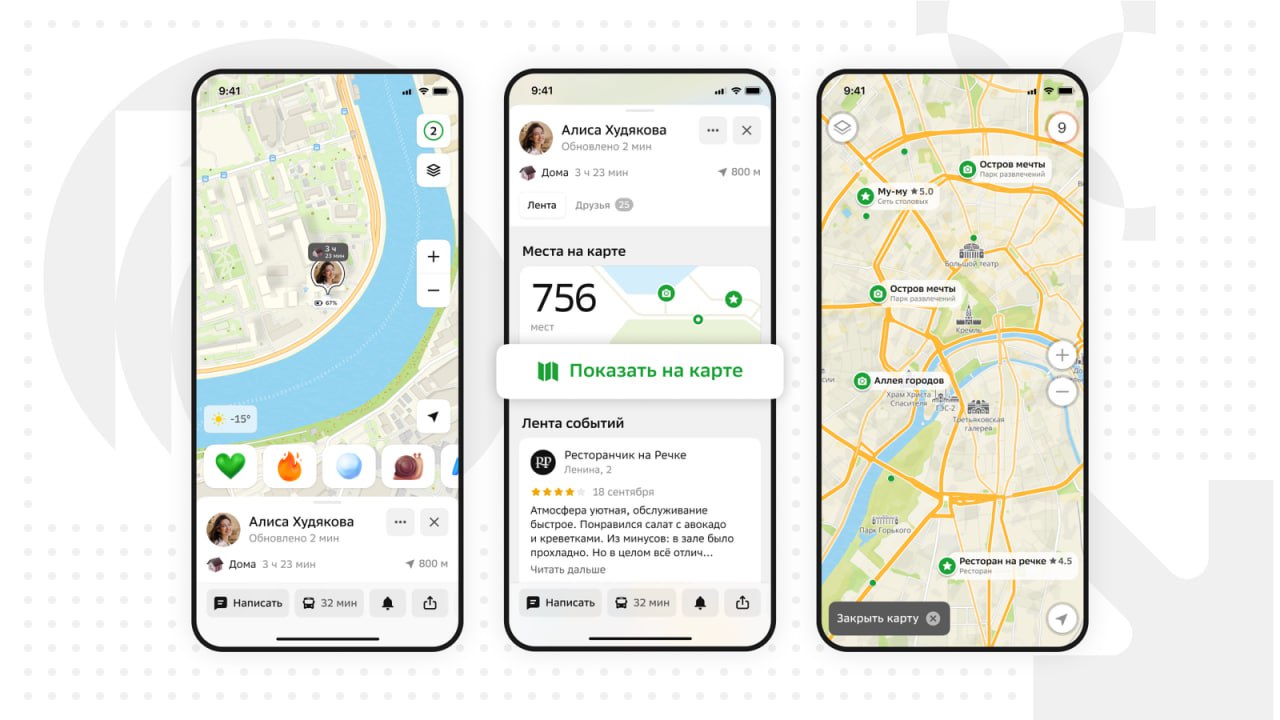 9:41
2
3 ч
23 мин
67%
-15°
Алиса Худякова
Обновлено 2 мин
Дома 3 ч 23 мин
800 м
Написать
32 мин
9:41
Алиса Худякова
Обновлено 2 мин
Дома 3 ч 23 мин
800 м
Лента
Друзья 25
Места на карте
756
мест
Показать на карте
Лента событий
РР
Ресторанчик на Речке
Ленина, 2
18 сентября
Атмосфера уютная, обслуживание
быстрое. Понравился салат с авокадо
и креветками. Из минусов: в зале было
прохладно. Но в целом всё отлич...
Читать дальше
Написать
32 мин
9:41
9
Остров мечты
Парк развлечений
Му-му ★5.0
Сеть столовых
Большой театр
Остров мечты
Парк развлечений
Кремль
Аллея городов
Храм Христа
Спасителя
ГЭС-2
Третьяковская
галерея
Парк Горького
Ресторан на речке ★4.5
Ресторан
Закрыть карту